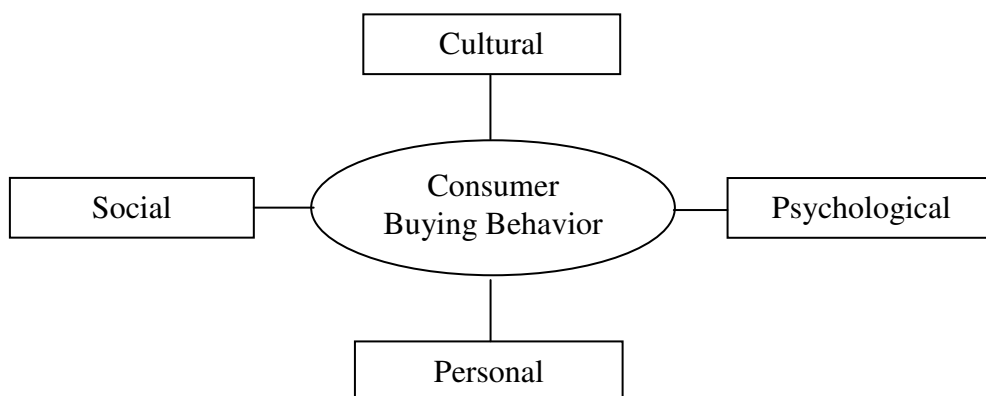 Cultural
Social
Consumer
Buying Behavior
Psychological
Personal